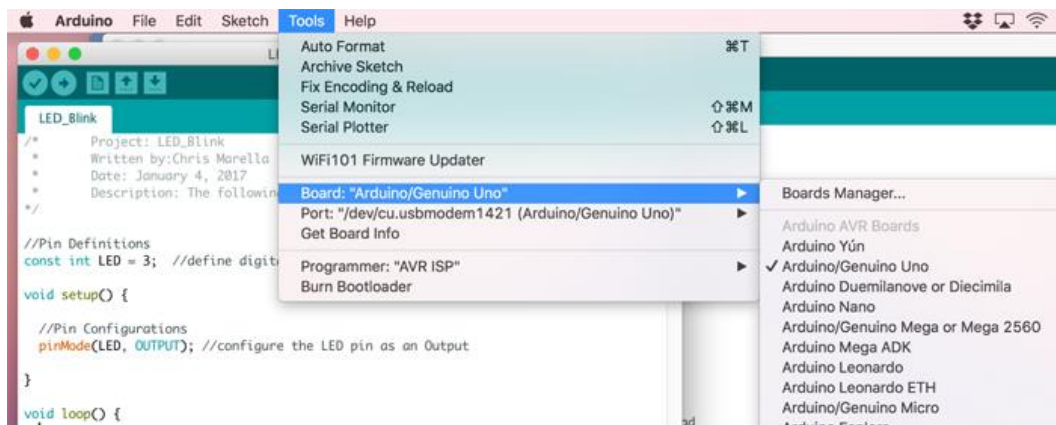 Arduino File Edit Sketch Tools Help
LED_Blink
/* Project: LED_Blink
* Written by:Chris Marella
* Date: January 4, 2017
* Description: The
*/
//Pin Definitions
const int LED = 3; //define
void setup() {
//Pin Configurations
pinMode(LED, OUTPUT); //configure the LED pin as an Output
}
void loop() {
Auto Format ⌘T
Archive Sketch
Fix Encoding & Reload
Serial Monitor ⇧⌘M
Serial Plotter ⇧⌘L
WiFi101 Firmware Updater
Board: "Arduino/Genuino Uno"
Port: "/dev/cu.usbmodem1421 (Arduino/Genuino Uno)"
Get Board Info
Programmer: "AVR ISP"
Burn Bootloader
Boards Manager...
Arduino AVR Boards
Arduino Yún
✓ Arduino/Genuino Uno
Arduino Duemilanove or Diecimila
Arduino Nano
Arduino/Genuino Mega or Mega 2560
Arduino Mega ADK
Arduino Leonardo
Arduino Leonardo ETH
Arduino/Genuino Micro